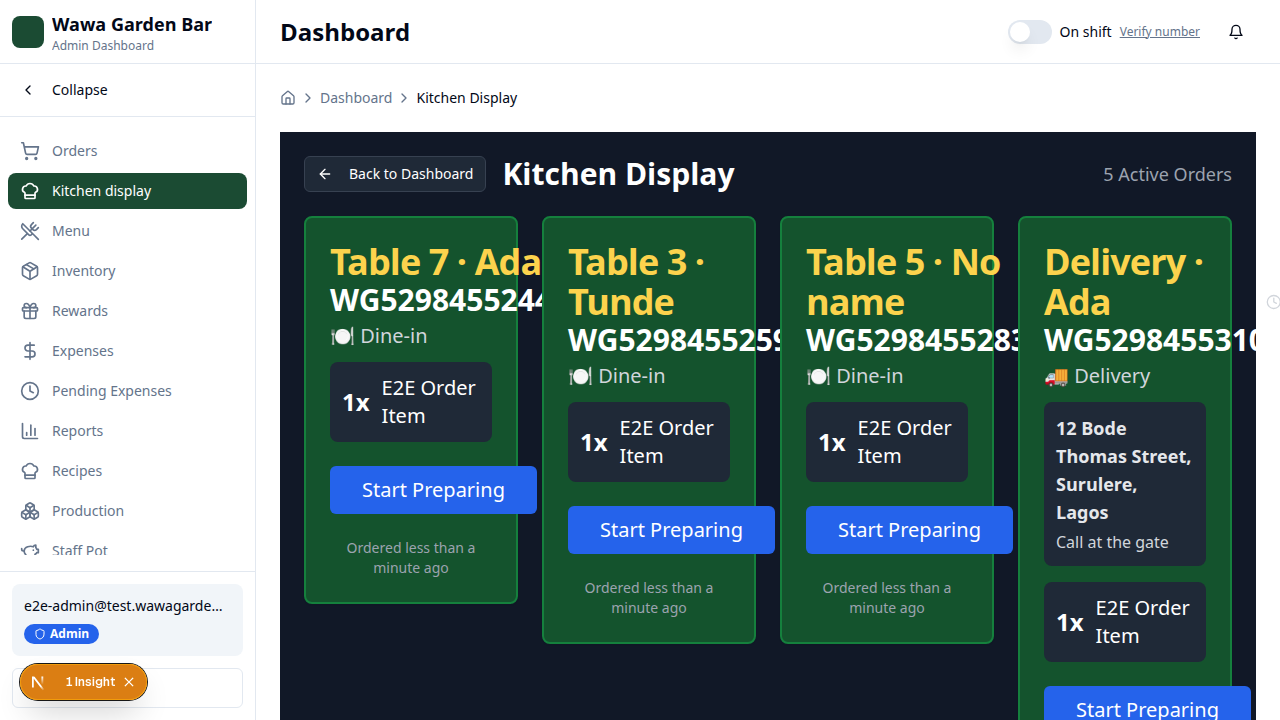 Wawa Garden Bar
Admin Dashboard
Collapse
Orders
Kitchen display
Menu
Inventory
Rewards
Expenses
Pending Expenses
Reports
Recipes
Production
Staff Pot
e2e-admin@test.wawagarde...
Admin
1 Insight
Dashboard
On shift
Verify number
Dashboard
Kitchen Display
Back to Dashboard
Kitchen Display
5 Active Orders
Table 7 · Ada
WG5298455244
Dine-in
1x
E2E Order
Item
Start Preparing
Ordered less than a
minute ago
Table 3 ·
Tunde
WG5298455259
Dine-in
1x
E2E Order
Item
Start Preparing
Ordered less than a
minute ago
Table 5 · No
name
WG5298455283
Dine-in
1x
E2E Order
Item
Start Preparing
Ordered less than a
minute ago
Delivery ·
Ada
WG5298455310
Delivery
12 Bode
Thomas Street,
Surulere,
Lagos
Call at the gate
1x
E2E Order
Item
Start Preparing